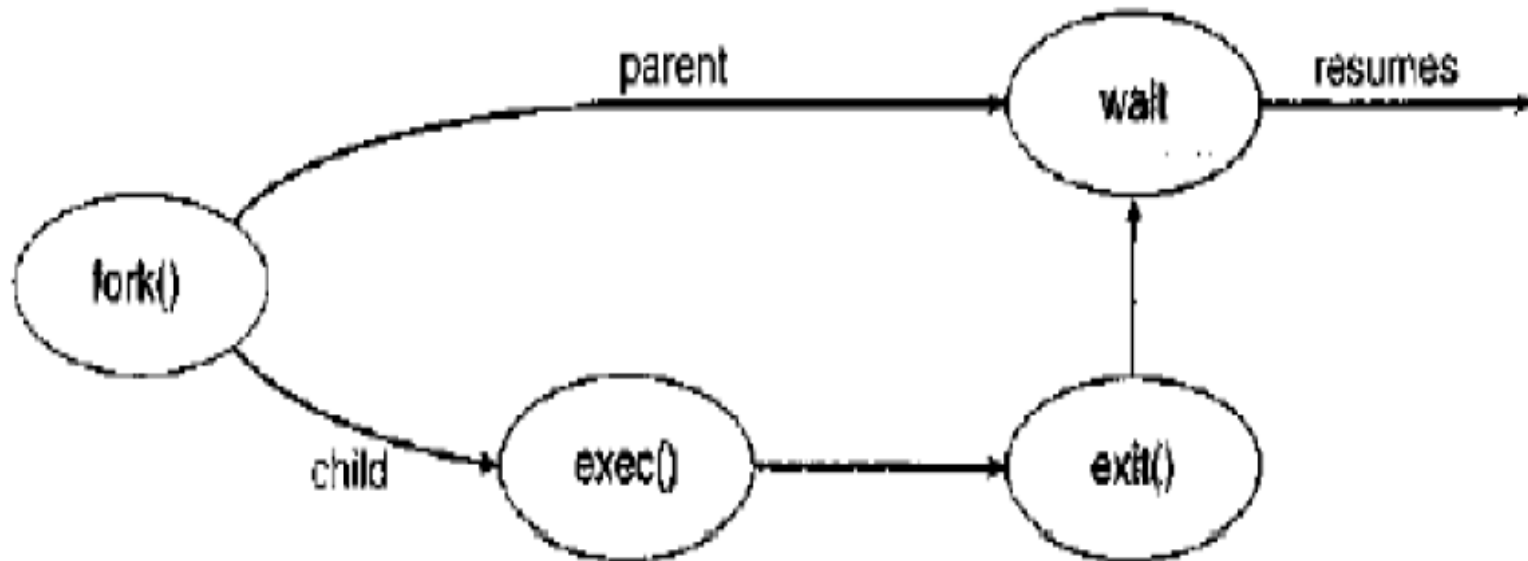 parent
resumes
wait
fork()
child
exec()
exit()